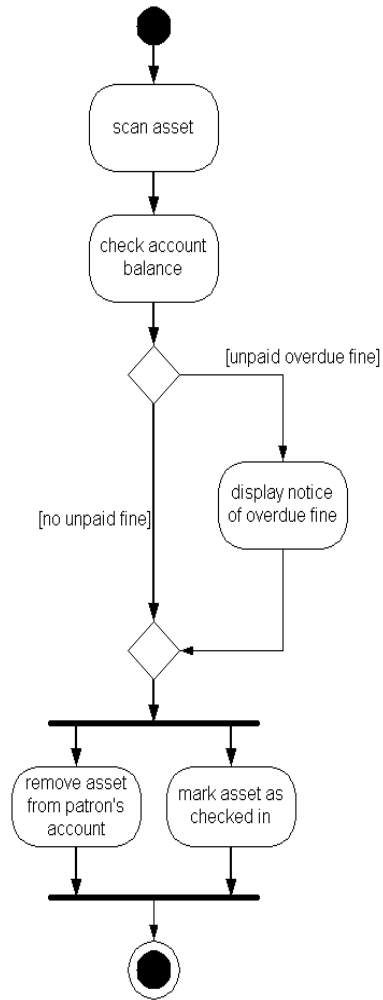 scan asset
check account
balance
[unpaid overdue fine]
display notice
of overdue fine
[no unpaid fine]
remove asset
from patron's
account
mark asset as
checked in